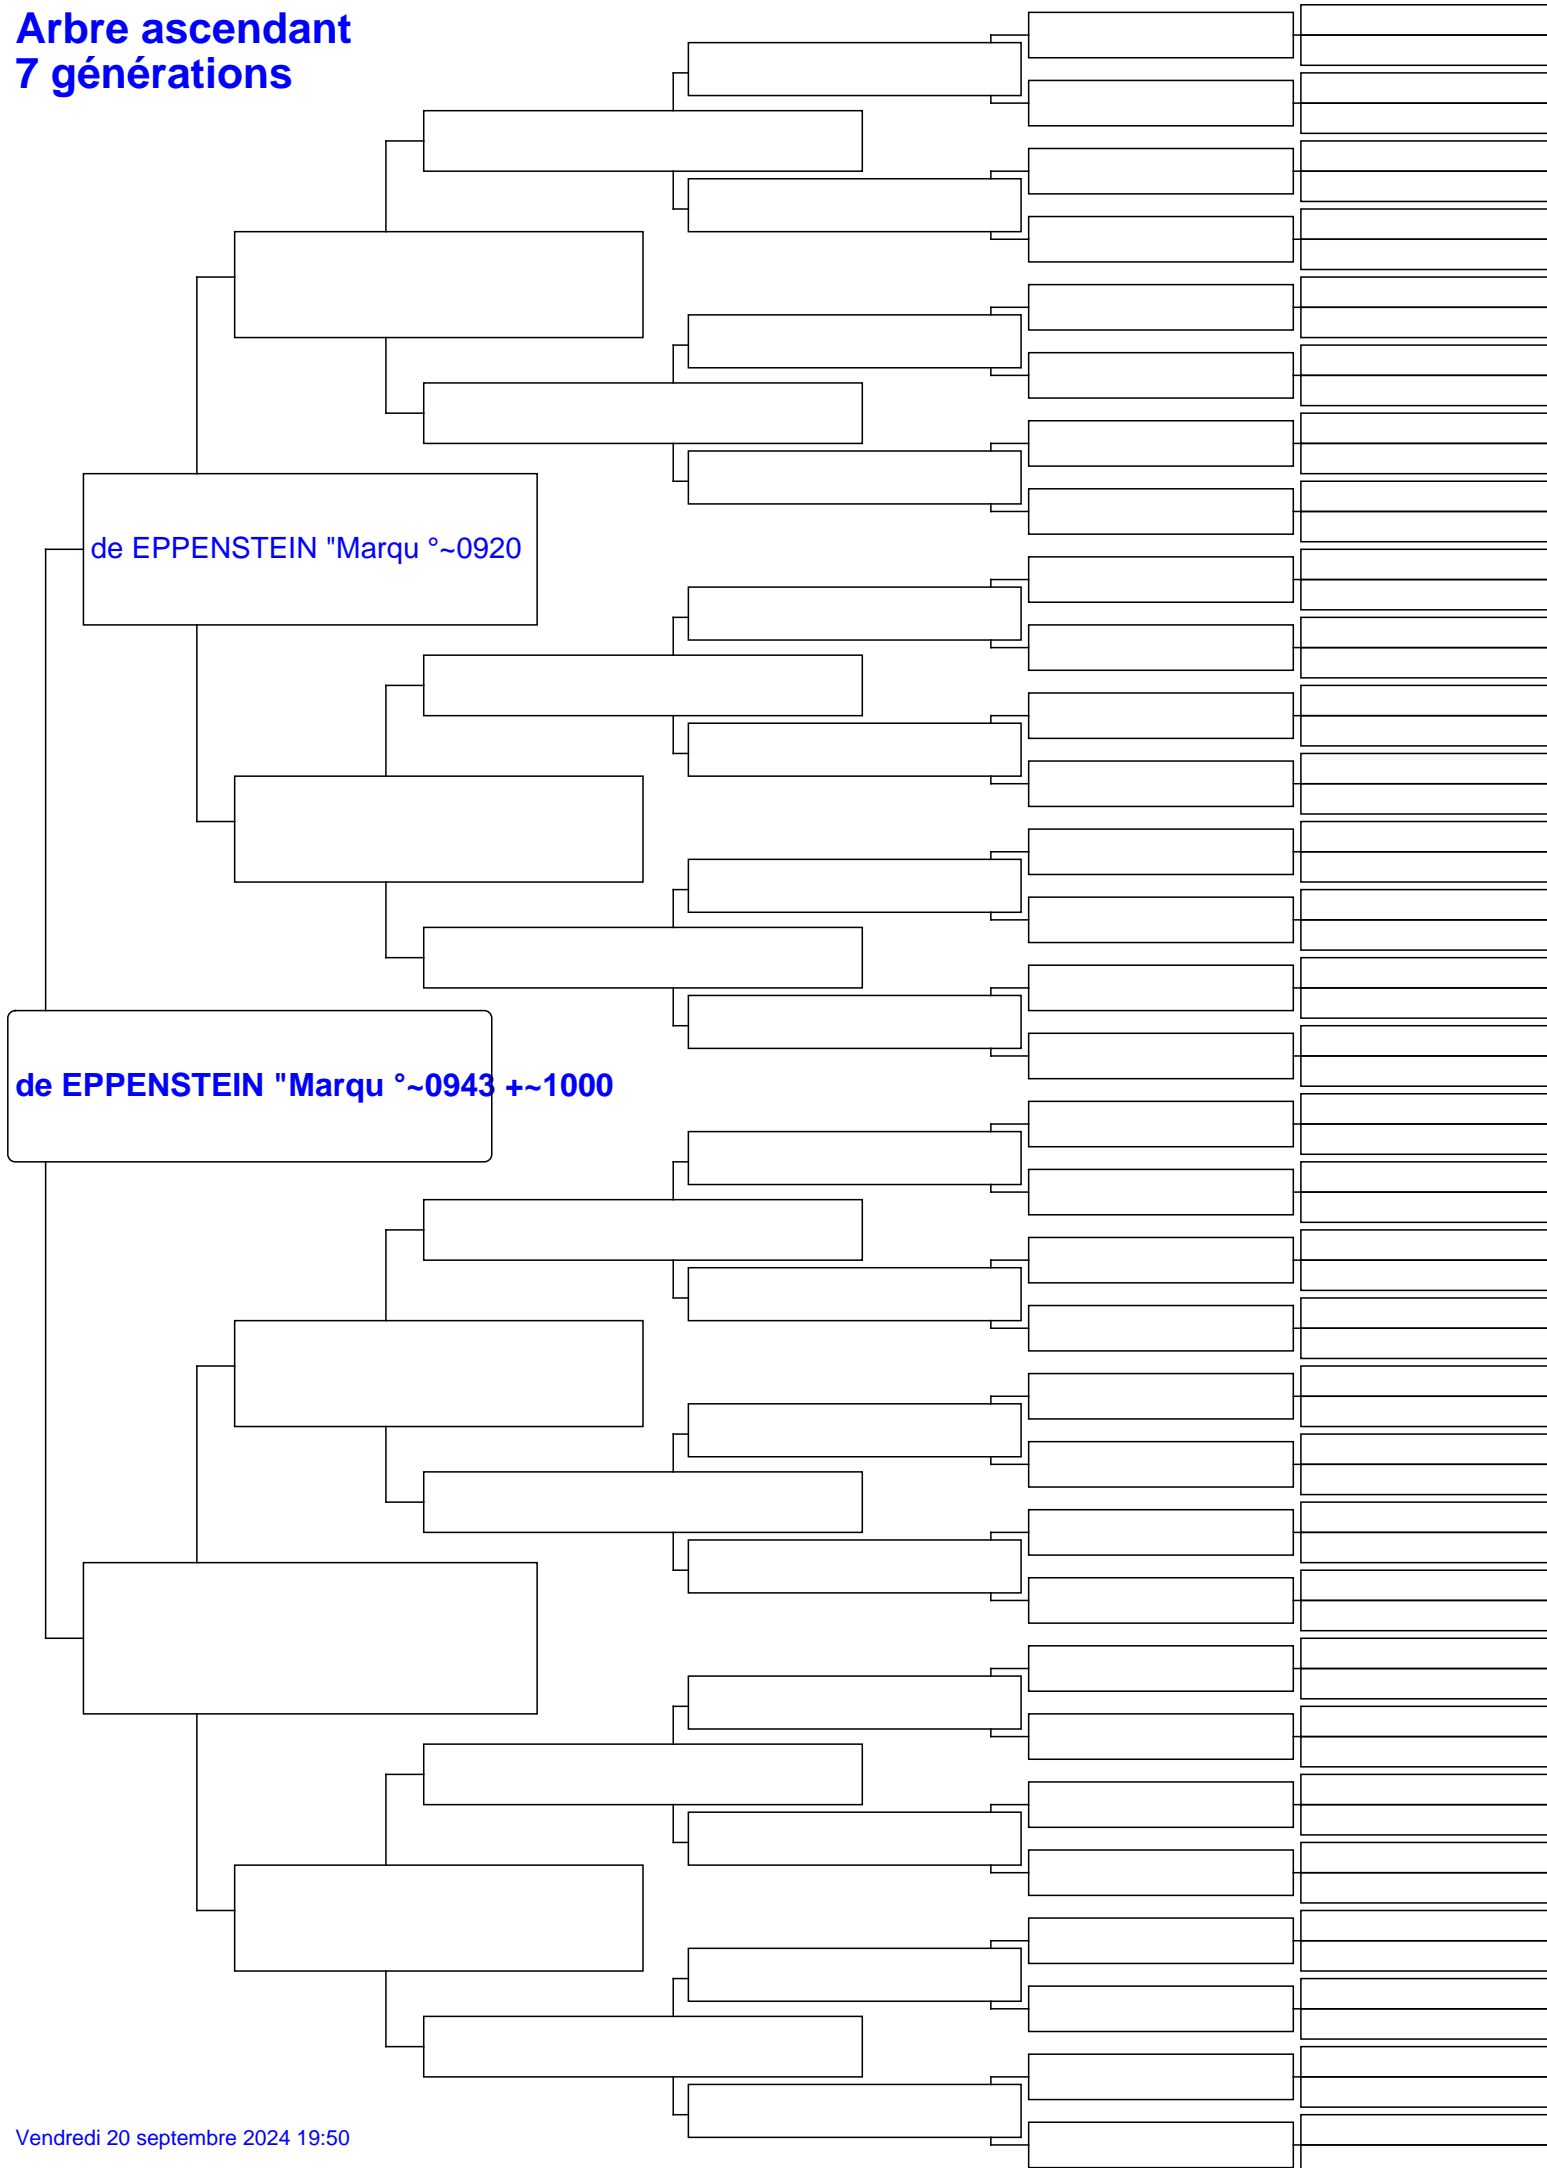 Arbre ascendant
7 générations
de EPPENSTEIN "Marqu °~0920
de EPPENSTEIN "Marqu °~0943 +~1000
Vendredi 20 septembre 2024 19:50